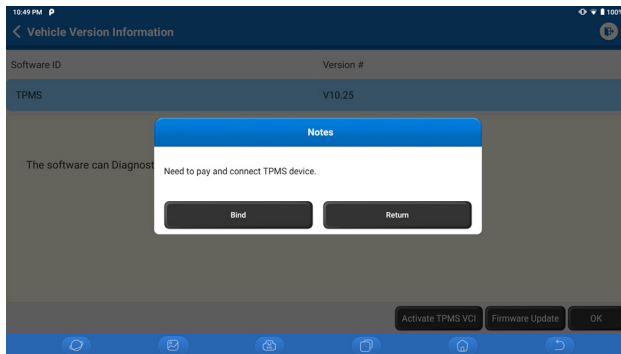 10:49 PM P
100%
Vehicle Version Information
Software ID Version #
TPMS V10.25
Notes
The software can Diagnost
Need to pay and connect TPMS device.
Bind Return
Activate TPMS VCI Firmware Update OK